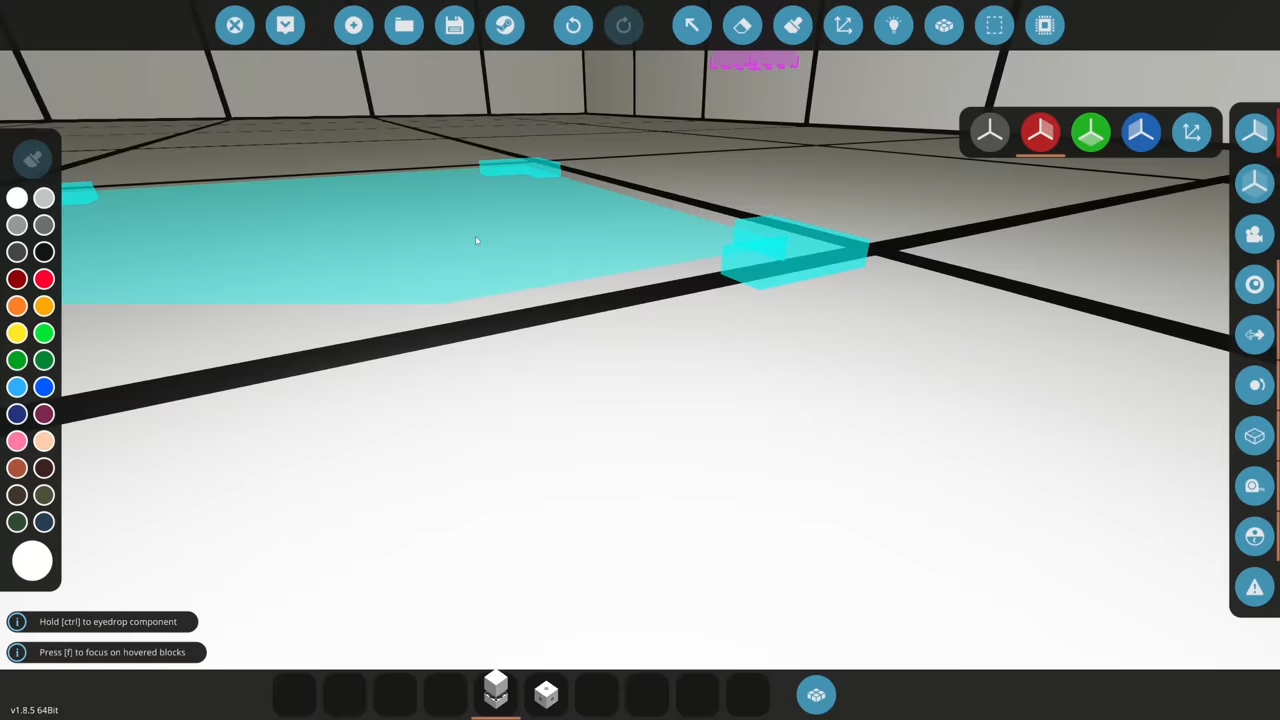 Hold [ctrl] to eyedrop component
Press [f] to focus on hovered blocks
v1.8.5 64Bit